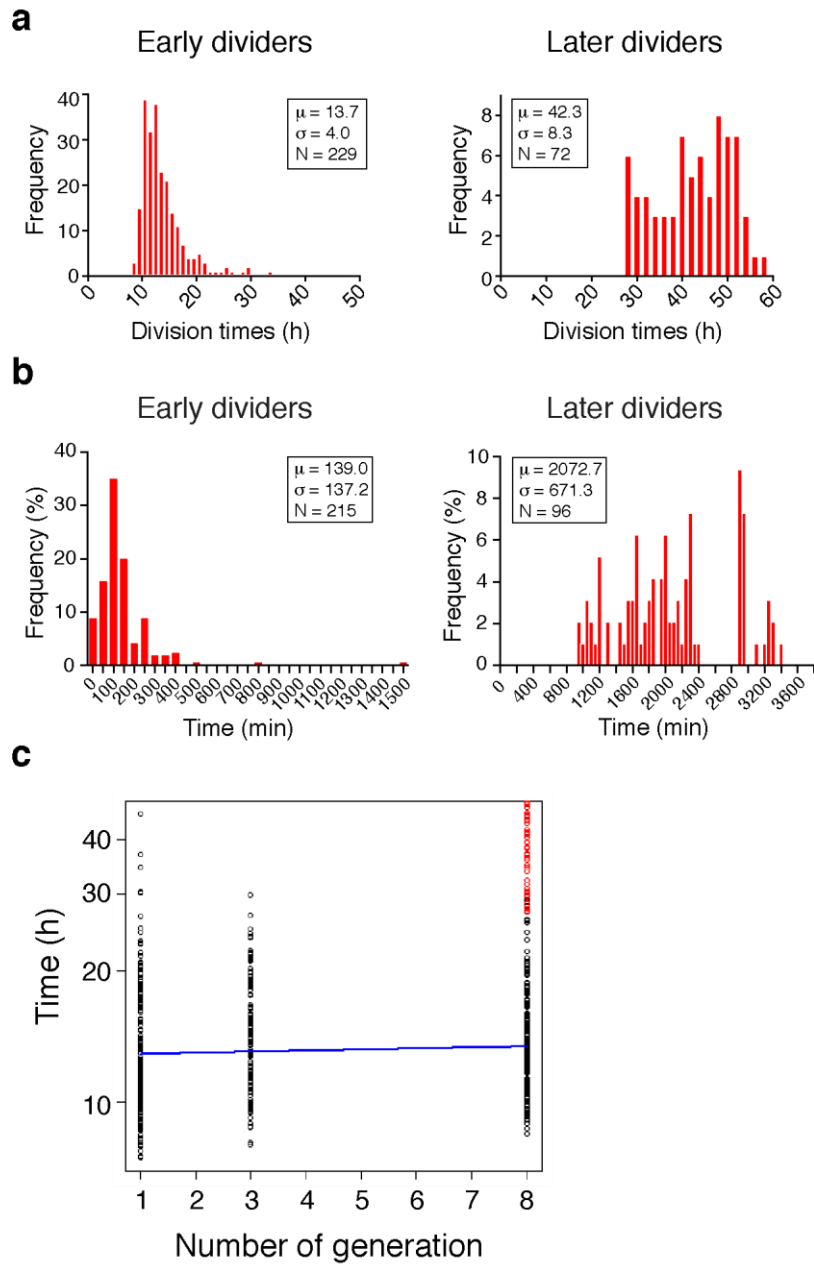 a
Early dividers
Later dividers
Frequency
40
30
20
10
0
μ = 13.7
σ = 4.0
N = 229
0 10 20 30 40 50
Division times (h)
Frequency
8
6
4
2
0
μ = 42.3
σ = 8.3
N = 72
0 10 20 30 40 50 60
Division times (h)
b
Early dividers
Later dividers
Frequency (%)
40
30
20
10
0
μ = 139.0
σ = 137.2
N = 215
0 100 200 300 400 500 600 700 800 900 1000 1100 1200 1300 1400 1500
Time (min)
Frequency (%)
10
8
6
4
2
0
μ = 2072.7
σ = 671.3
N = 96
0 400 800 1200 1600 2000 2400 2800 3200 3600
Time (min)
c
Time (h)
40
30
20
10
1 2 3 4 5 6 7 8
Number of generation